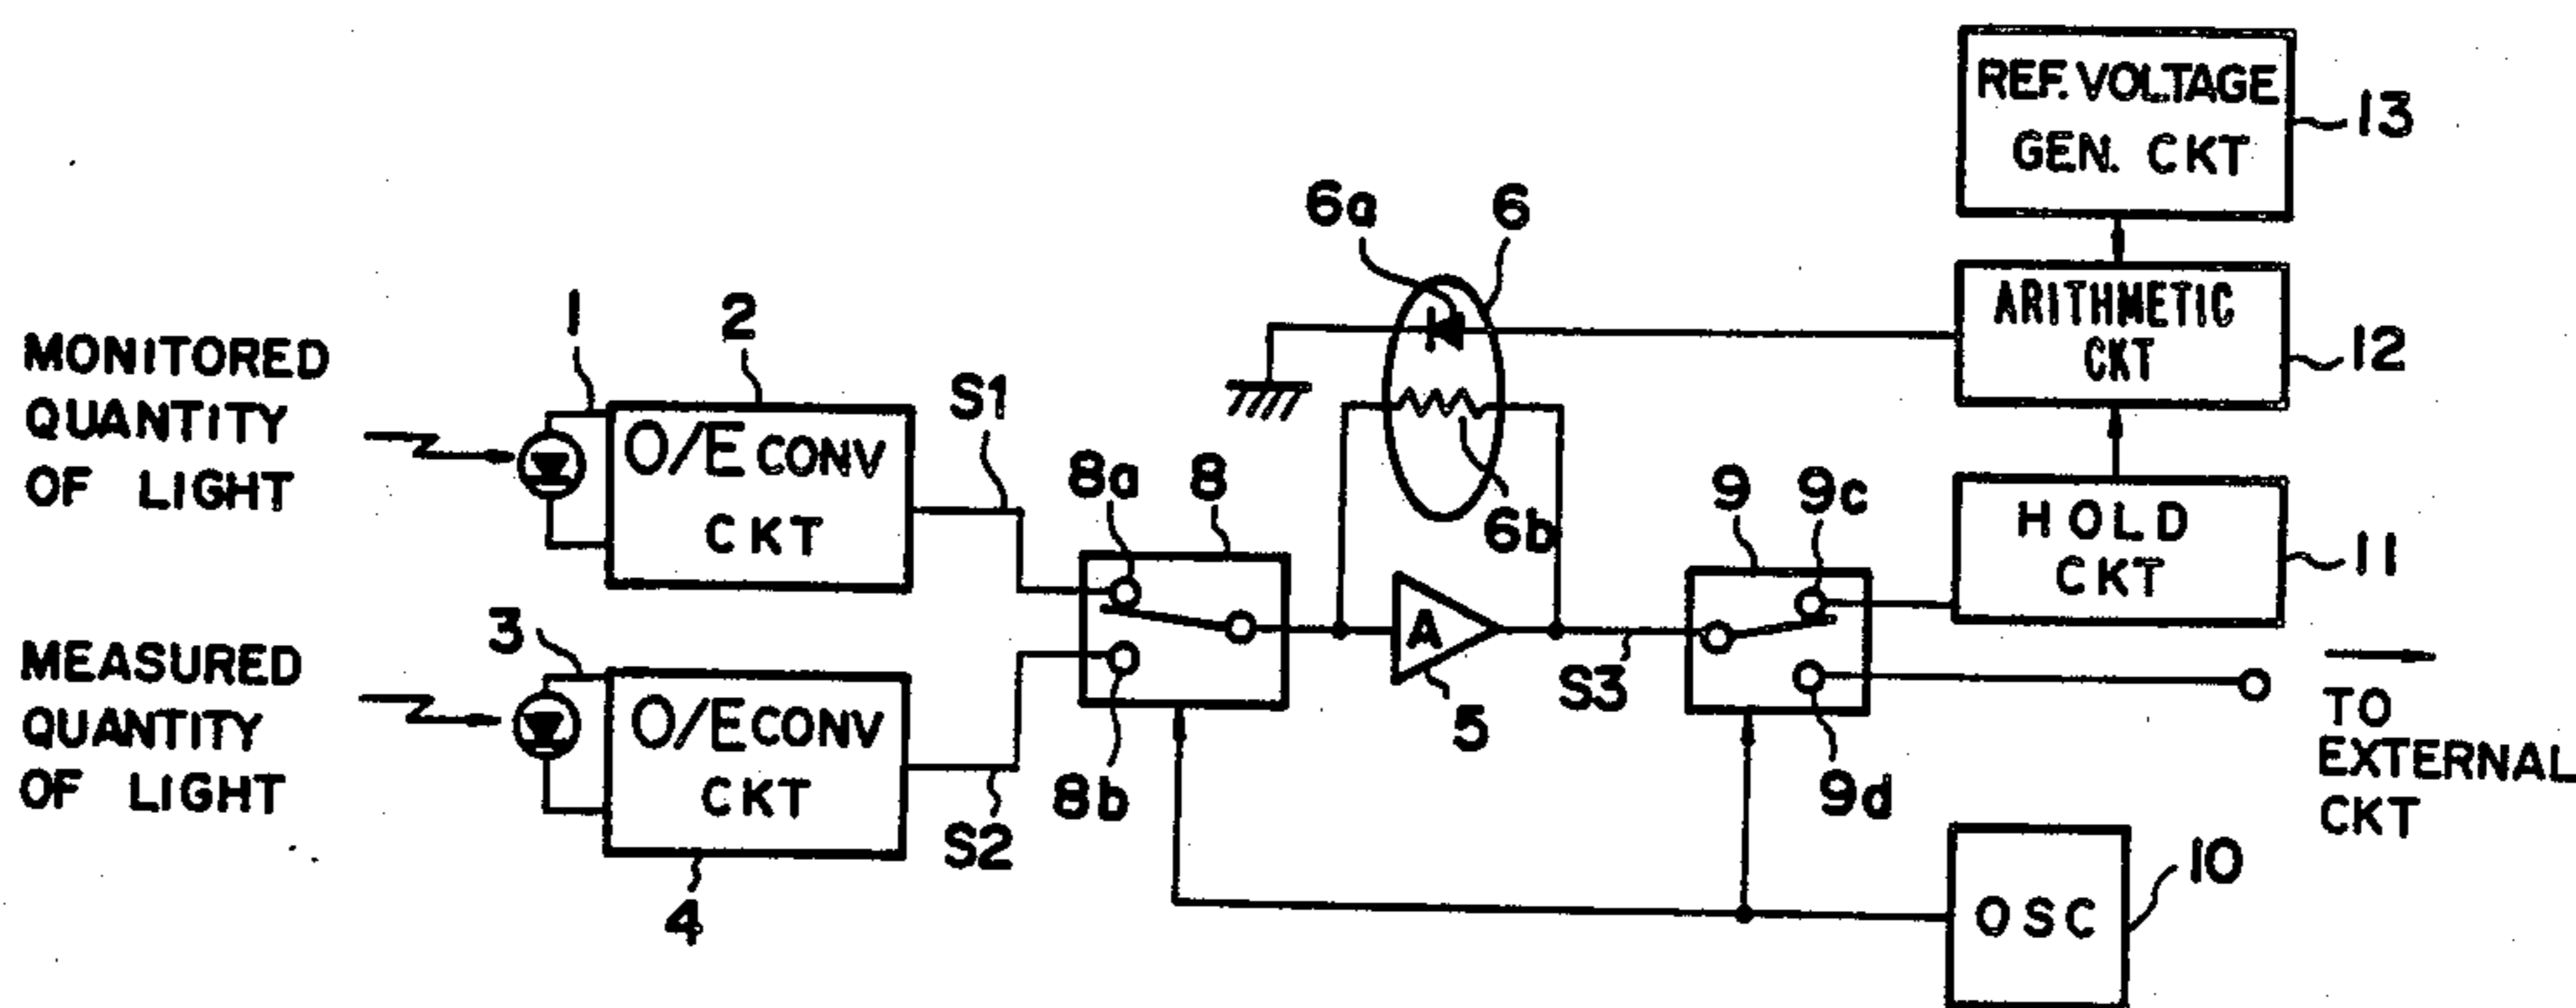 REF. VOLTAGE
GEN. CKT
13
6a
6
ARITHMETIC
CKT
12
MONITORED
QUANTITY
OF LIGHT
1
2
O/E CONV
CKT
S1
8a
8
6b
9
9c
HOLD
CKT
11
MEASURED
QUANTITY
OF LIGHT
3
O/E CONV
CKT
4
S2
8b
A
5
S3
9d
TO
EXTERNAL
CKT
OSC
10